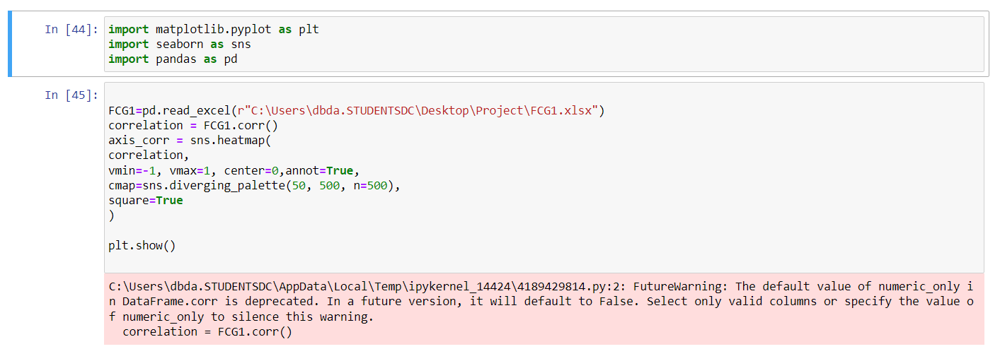 In [44]: import matplotlib.pyplot as plt
import seaborn as sns
import pandas as pd
In [45]:
FCG1=pd.read_excel(r"C:\Users\dbda.STUDENTSDC\Desktop\Project\FCG1.xlsx")
correlation = FCG1.corr()
axis_corr = sns.heatmap(
correlation,
vmin=-1, vmax=1, center=0,annot=True,
cmap=sns.diverging_palette(50, 500, n=500),
square=True
)
plt.show()
C:\Users\dbda.STUDENTSDC\AppData\Local\Temp\ipykernel_14424\4189429814.py:2: FutureWarning: The default value of numeric_only i
n DataFrame.corr is deprecated. In a future version, it will default to False. Select only valid columns or specify the value o
f numeric_only to silence this warning.
  correlation = FCG1.corr()